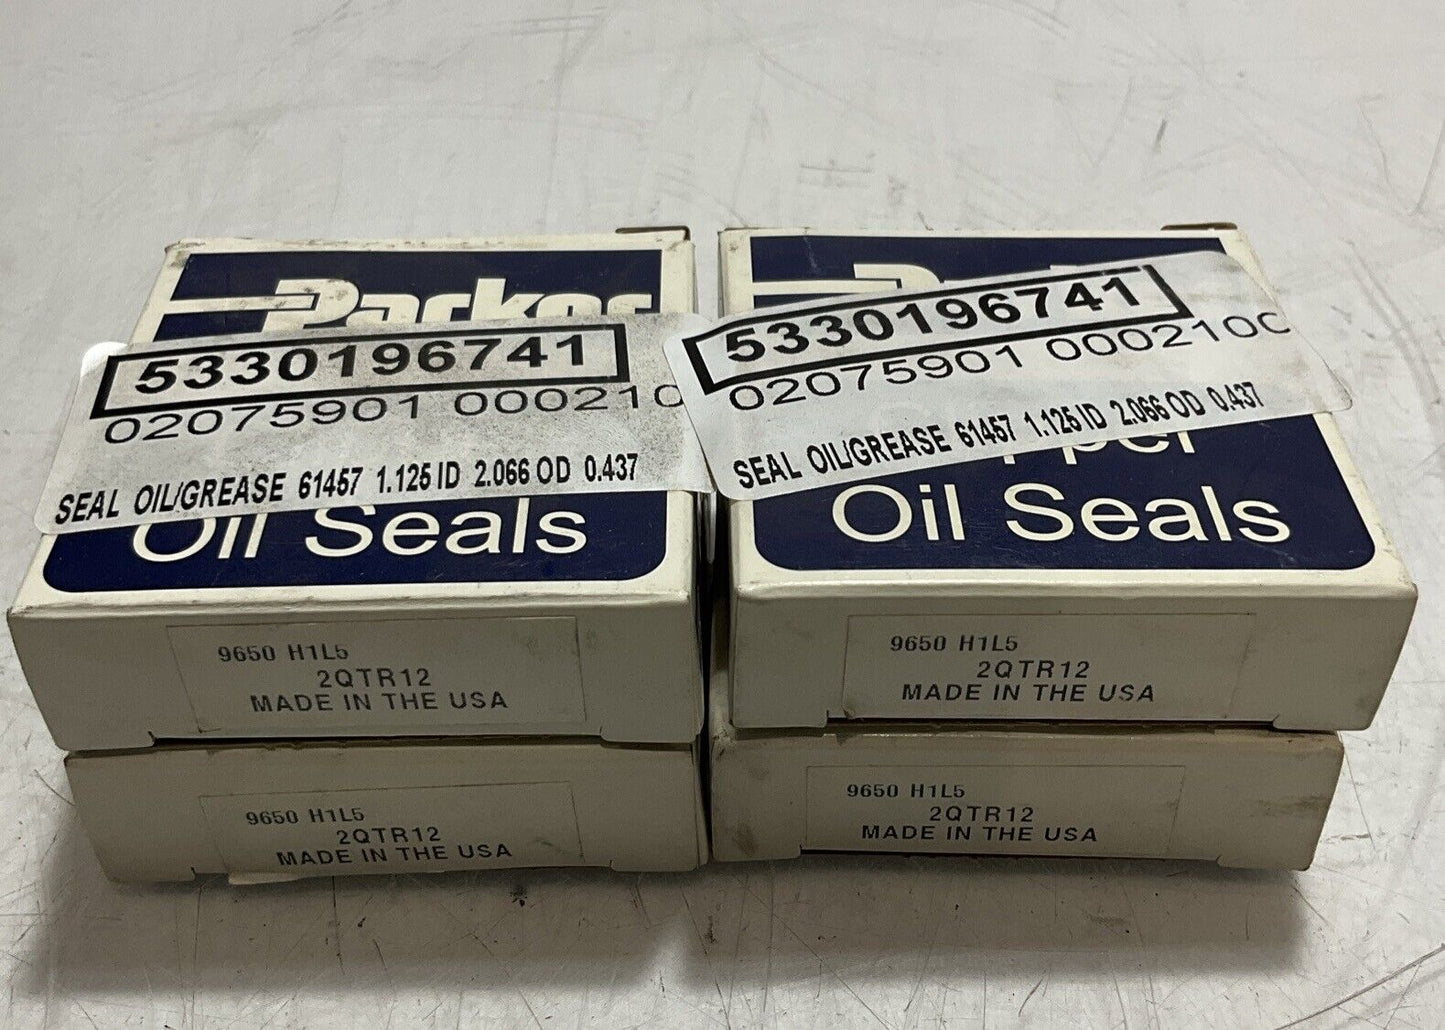 Parker
5330196741
02075901 000210
SEAL OIL/GREASE 61457 1.125 ID 2.066 OD 0.437
Oil Seals
9650 H1L5
2QTR12
MADE IN THE USA
9650 H1L5
2QTR12
MADE IN THE USA
5330196741
02075901 000210
SEAL OIL/GREASE 61457 1.125 ID 2.066 OD 0.437
Oil Seals
9650 H1L5
2QTR12
MADE IN THE USA
9650 H1L5
2QTR12
MADE IN THE USA